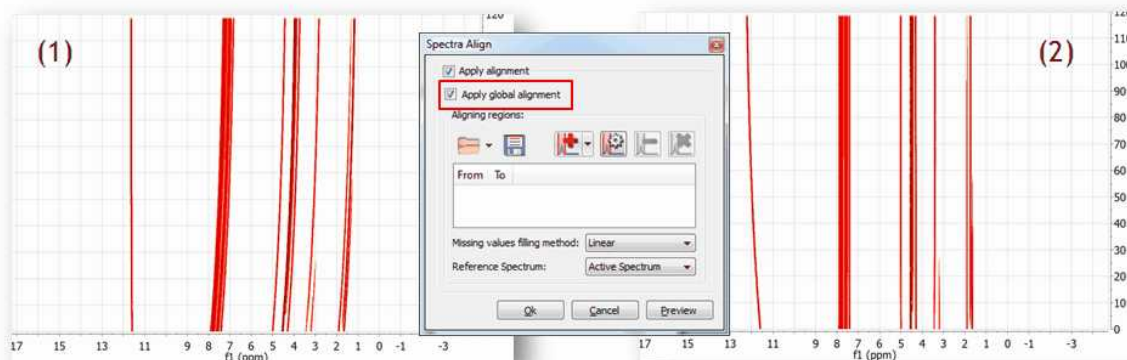 120
(1)
17 15 11 9 8 7 6 5 4 3 2 1 0 -1 -3
f1 (ppm)
Spectra Align
Apply alignment
Apply global alignment
Aligning regions:
From To
Missing values filling method: Linear
Reference Spectrum: Active Spectrum
Ok Cancel Preview
(2)
120
110
100
90
80
70
60
50
40
30
20
10
0
17 15 11 9 8 7 6 5 4 3 2 1 0 -1 -3
f1 (ppm)